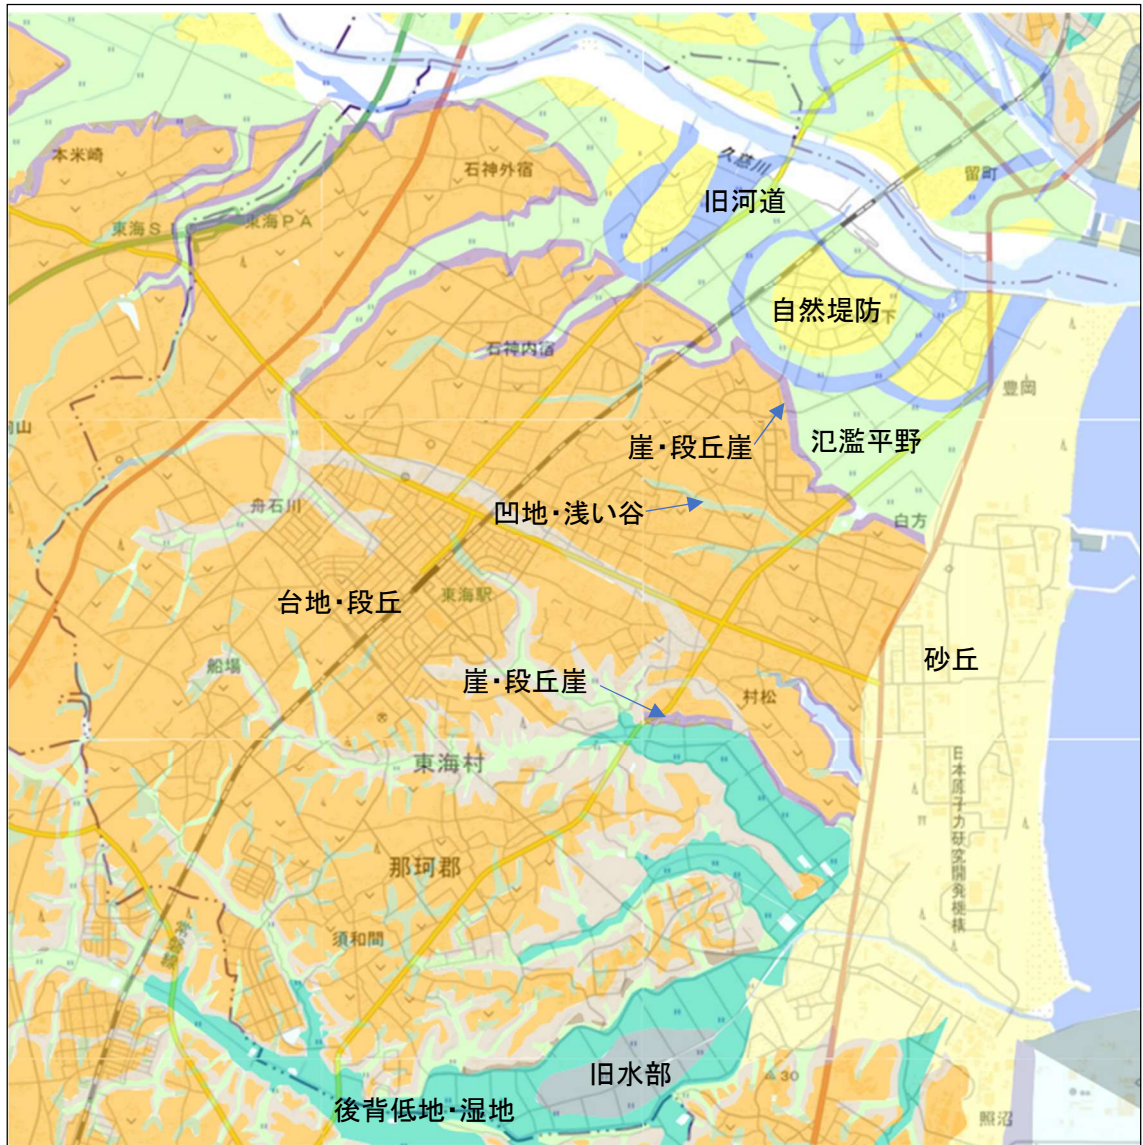 本米崎
石神外宿
久慈川
留町
旧河道
東海PA
自然堤防
石神内宿
豊岡
崖・段丘崖
氾濫平野
舟石川
凹地・浅い谷
白方
台地・段丘
東海駅
砂丘
船場
崖・段丘崖
村松
東海村
日本原子力研究開発機構
那珂郡
須和間
常磐線
旧水部
30
後背低地・湿地
照沼